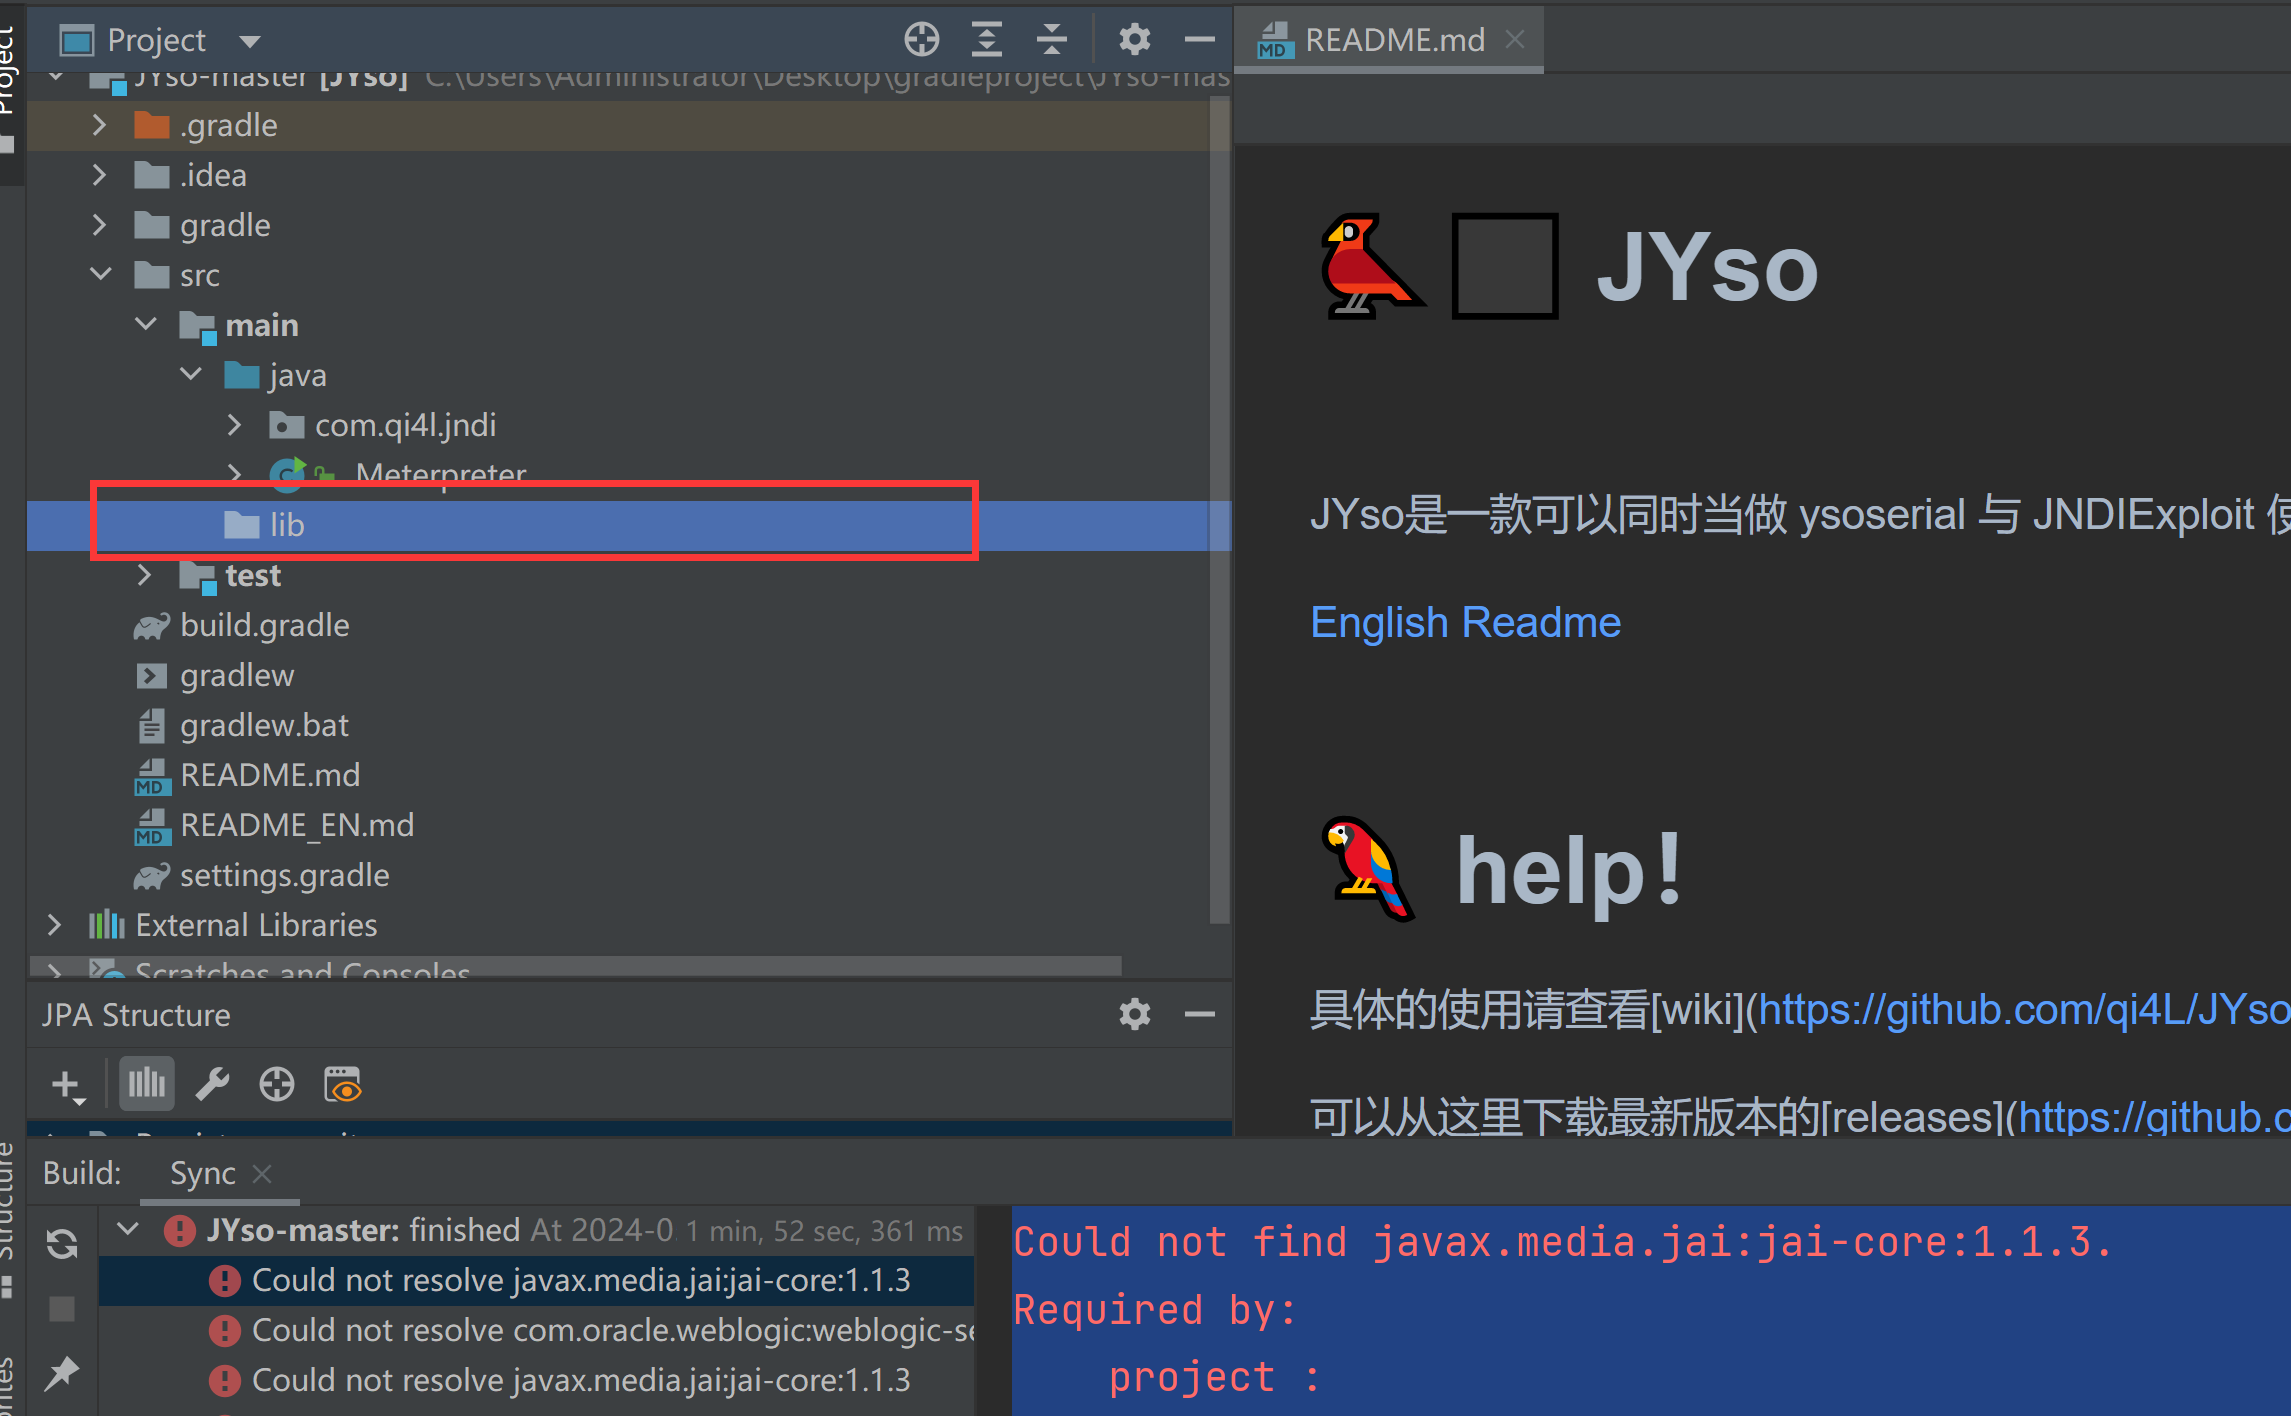 Project
Project
README.md
JYso-master [JYso] C:\Users\Administrator\Desktop\gradleproject\JYso-mas
.gradle
.idea
gradle
src
main
java
com.qi4l.jndi
Meterpreter
lib
test
build.gradle
gradlew
gradlew.bat
README.md
README_EN.md
settings.gradle
External Libraries
Scratches and Consoles
JYso
JYso是一款可以同时当做 ysoserial 与 JNDIExploit 使
English Readme
help!
具体的使用请查看[wiki](https://github.com/qi4L/JYso
可以从这里下载最新版本的[releases](https://github.c
JPA Structure
Structure
Build:
Sync
JYso-master: finished At 2024-0 1 min, 52 sec, 361 ms
Could not resolve javax.media.jai:jai-core:1.1.3
Could not resolve com.oracle.weblogic:weblogic-se
Could not resolve javax.media.jai:jai-core:1.1.3
Could not find javax.media.jai:jai-core:1.1.3.
Required by:
project :